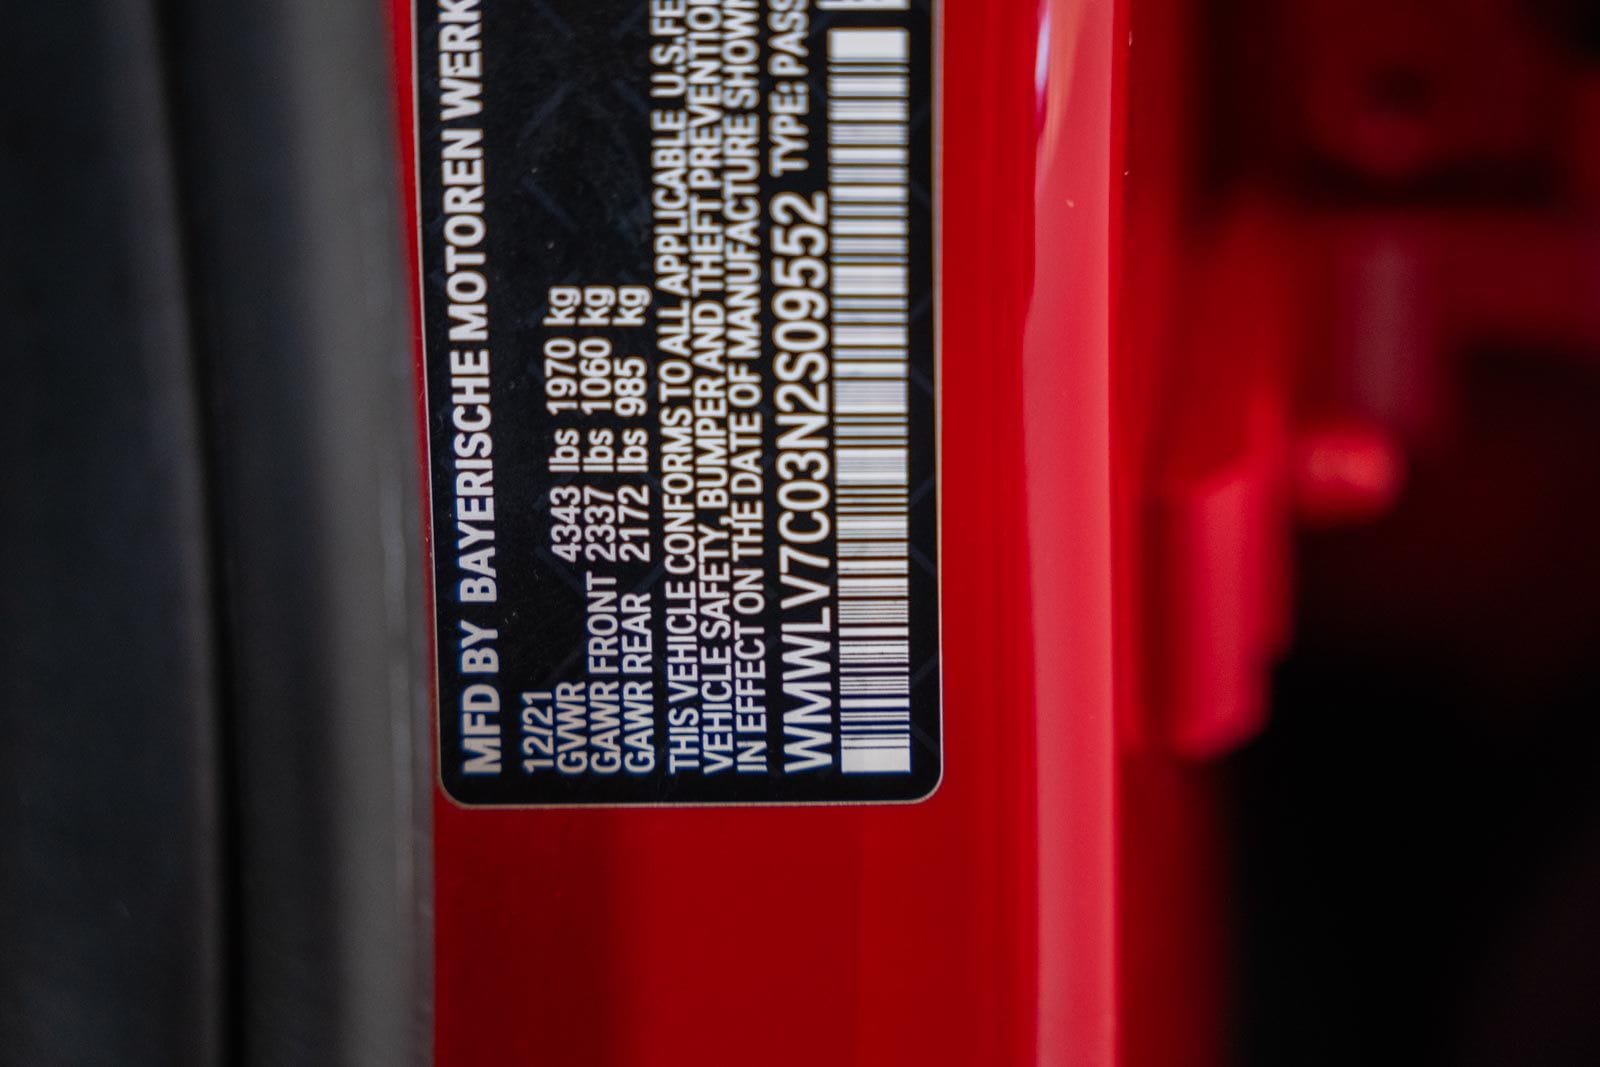 MFD BY BAYERISCHE MOTOREN WERK
12/21
GVWR 4343 lbs 1970 kg
GAWR FRONT 2337 lbs 1060 kg
GAWR REAR 2172 lbs 985 kg
THIS VEHICLE CONFORMS TO ALL APPLICABLE U.S.FE
VEHICLE SAFETY, BUMPER AND THEFT PREVENTION
IN EFFECT ON THE DATE OF MANUFACTURE SHOWN
WMWLV7C03N2S09552 TYPE: PASS